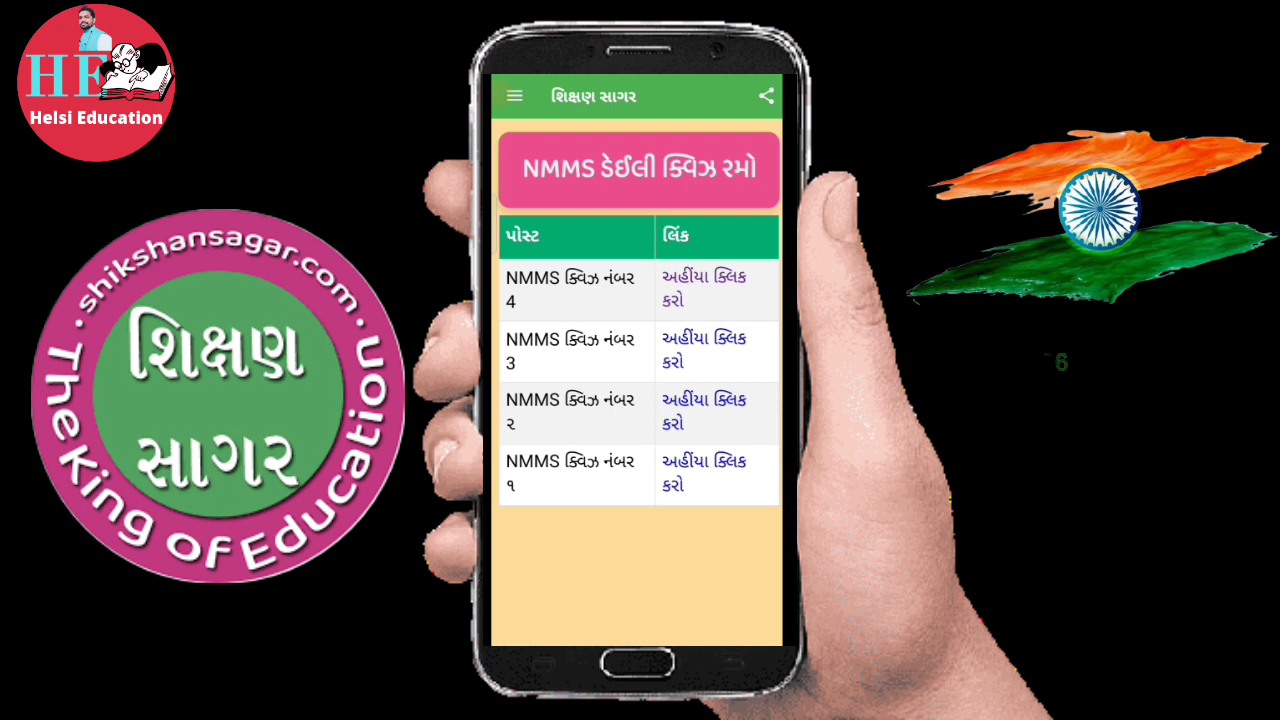 HE
Helsi Education
shikshansagar.com
શિક્ષણ
સાગર
The King of Education
શિક્ષણ સાગર
NMMS ડેઈલી ક્વિઝ રમો
પોસ્ટ લિંક
NMMS ક્વિઝ નંબર
4
અહીંયા ક્લિક
કરો
NMMS ક્વિઝ નંબર
3
અહીંયા ક્લિક
કરો
NMMS ક્વિઝ નંબર
૨
અહીંયા ક્લિક
કરો
NMMS ક્વિઝ નંબર
૧
અહીંયા ક્લિક
કરો
6